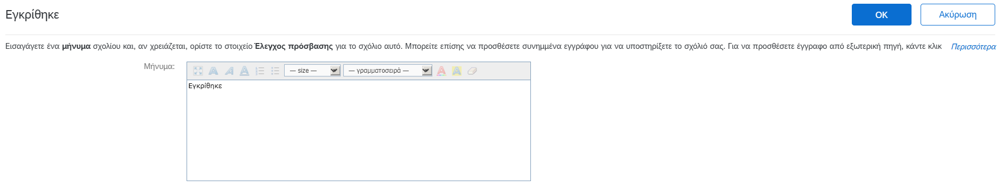 Εγκρίθηκε
OK
Ακύρωση
Εισαγάγετε ένα μήνυμα σχολίου και, αν χρειάζεται, ορίστε το στοιχείο Έλεγχος πρόσβασης για το σχόλιο αυτό. Μπορείτε επίσης να προσθέσετε συνημμένα εγγράφου για να υποστηρίξετε το σχόλιό σας. Για να προσθέσετε έγγραφο από εξωτερική πηγή, κάντε κλικ Περισσότερα
Μήνυμα:
— size — — γραμματοσειρά —
Εγκρίθηκε